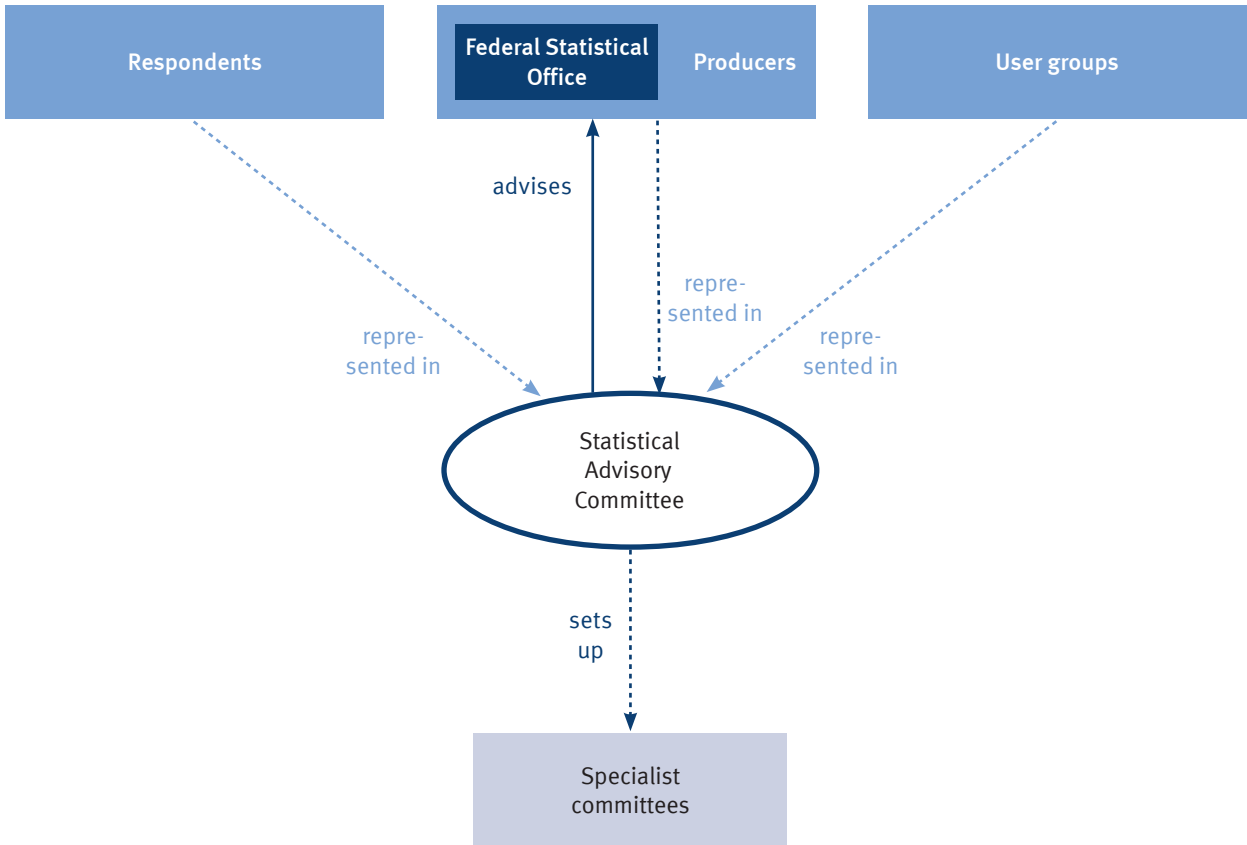 Respondents
Federal Statistical
Office
Producers
User groups
advises
repre-
sented in
repre-
sented in
repre-
sented in
Statistical
Advisory
Committee
sets
up
Specialist
committees